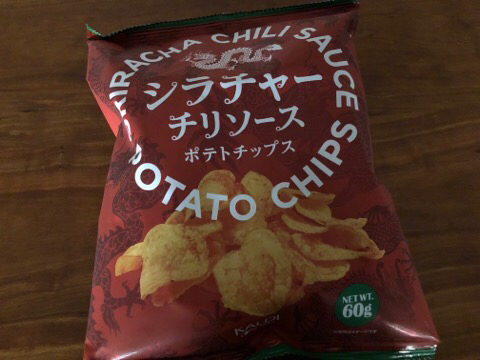 SRIRACHA CHILI SAUCE
シラチャー
チリソース
ポテトチップス
POTATO CHIPS
NET WT.
60g
KALDI